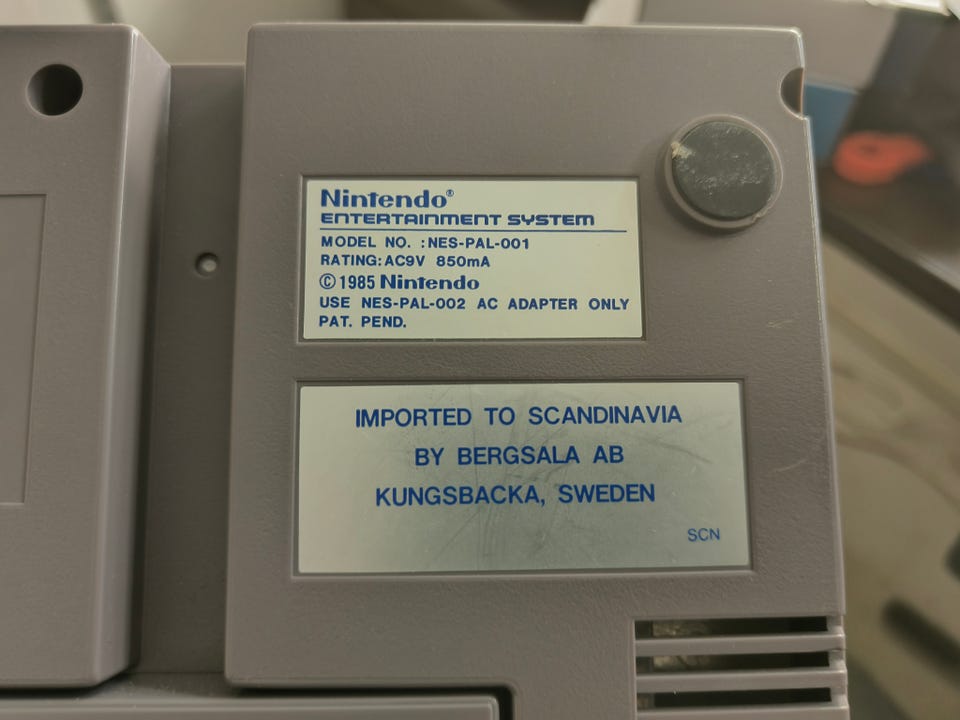 Nintendo®
ENTERTAINMENT SYSTEM
MODEL NO. :NES-PAL-001
RATING:AC9V 850mA
©1985 Nintendo
USE NES-PAL-002 AC ADAPTER ONLY
PAT. PEND.
IMPORTED TO SCANDINAVIA
BY BERGSALA AB
KUNGSBACKA, SWEDEN
SCN